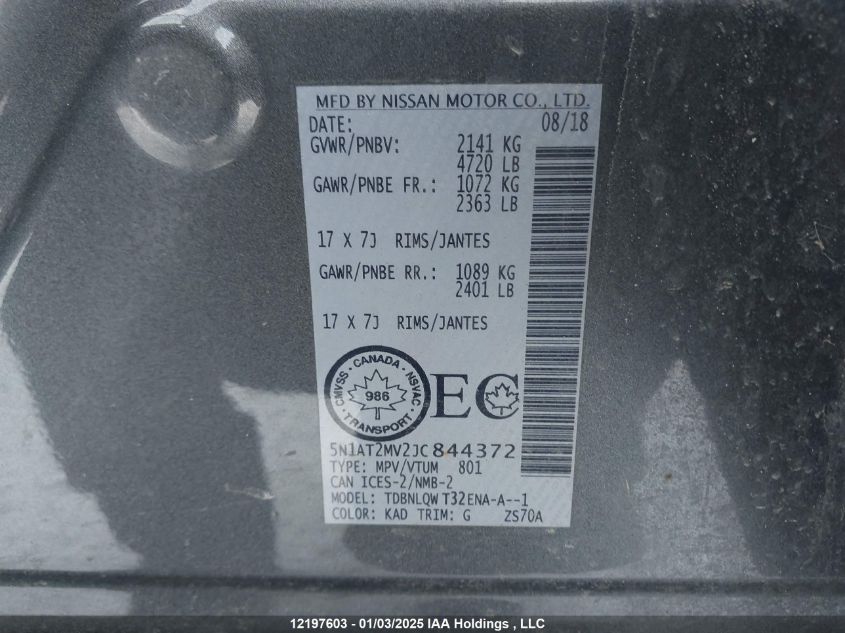 MFD BY NISSAN MOTOR CO., LTD.
DATE: 08/18
GVWR/PNBV: 2141 KG
4720 LB
GAWR/PNBE FR.: 1072 KG
2363 LB
17 X 7J RIMS/JANTES
GAWR/PNBE RR.: 1089 KG
2401 LB
17 X 7J RIMS/JANTES
CMVSS · CANADA · NSVAC · TRANSPORT ·
986
EC
5N1AT2MV2JC844372
TYPE: MPV/VTUM 801
CAN ICES-2/NMB-2
MODEL: TDBNLQW T32ENA-A--1
COLOR: KAD TRIM: G ZS70A
12197603 - 01/03/2025 IAA Holdings , LLC